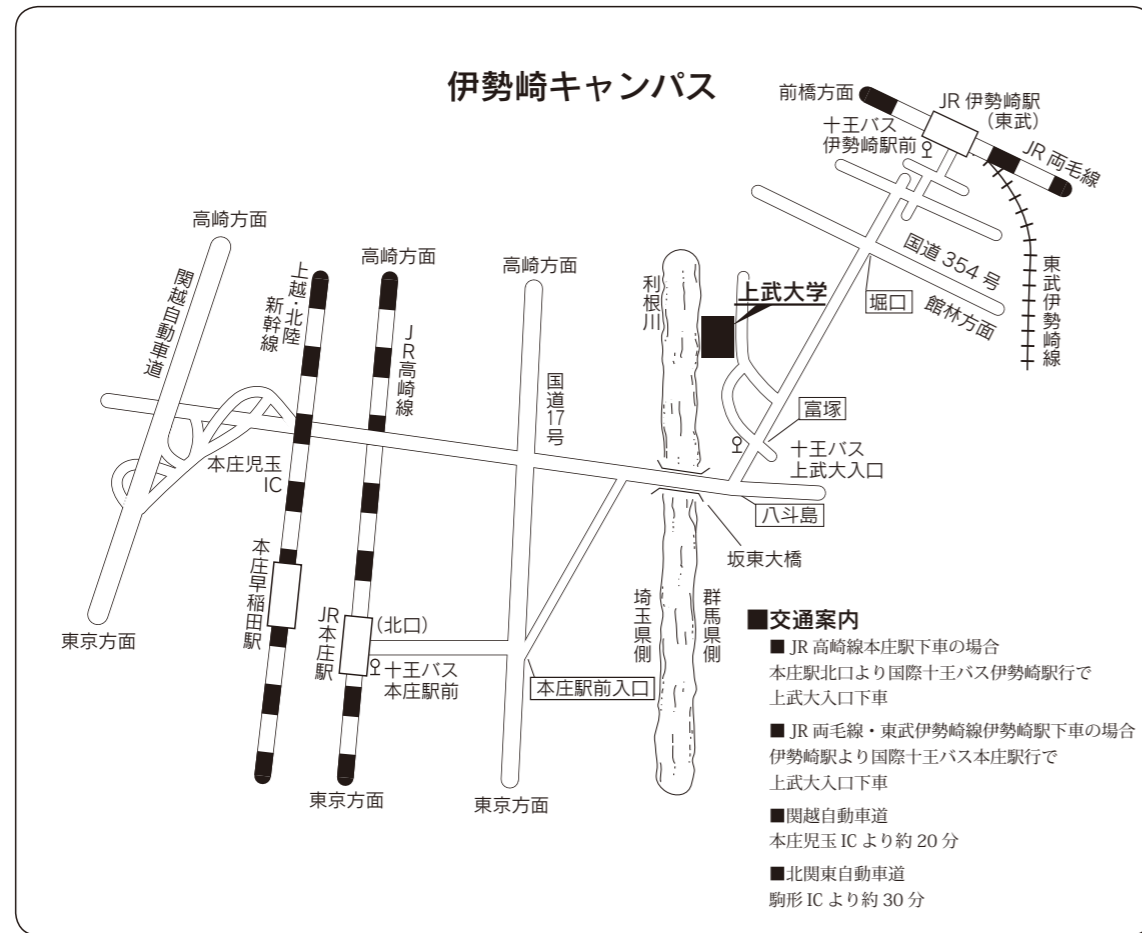 伊勢崎キャンパス
前橋方面
JR 伊勢崎駅
(東武)
十王バス
伊勢崎駅前
JR 両毛線
高崎方面
関越自動車道
上越・北陸
新幹線
高崎方面
JR高崎線
高崎方面
国道17号
利根川
上武大学
国道 354 号
堀口
館林方面
東武伊勢崎線
富塚
十王バス
上武大入口
本庄児玉
IC
八斗島
坂東大橋
本庄早稲田駅
JR本庄駅
(北口)
十王バス
本庄駅前
本庄駅前入口
埼玉県側
群馬県側
東京方面
東京方面
東京方面
■交通案内
■ JR 高崎線本庄駅下車の場合
本庄駅北口より国際十王バス伊勢崎駅行で
上武大入口下車
■ JR 両毛線・東武伊勢崎線伊勢崎駅下車の場合
伊勢崎駅より国際十王バス本庄駅行で
上武大入口下車
■関越自動車道
本庄児玉 IC より約 20 分
■北関東自動車道
駒形 IC より約 30 分